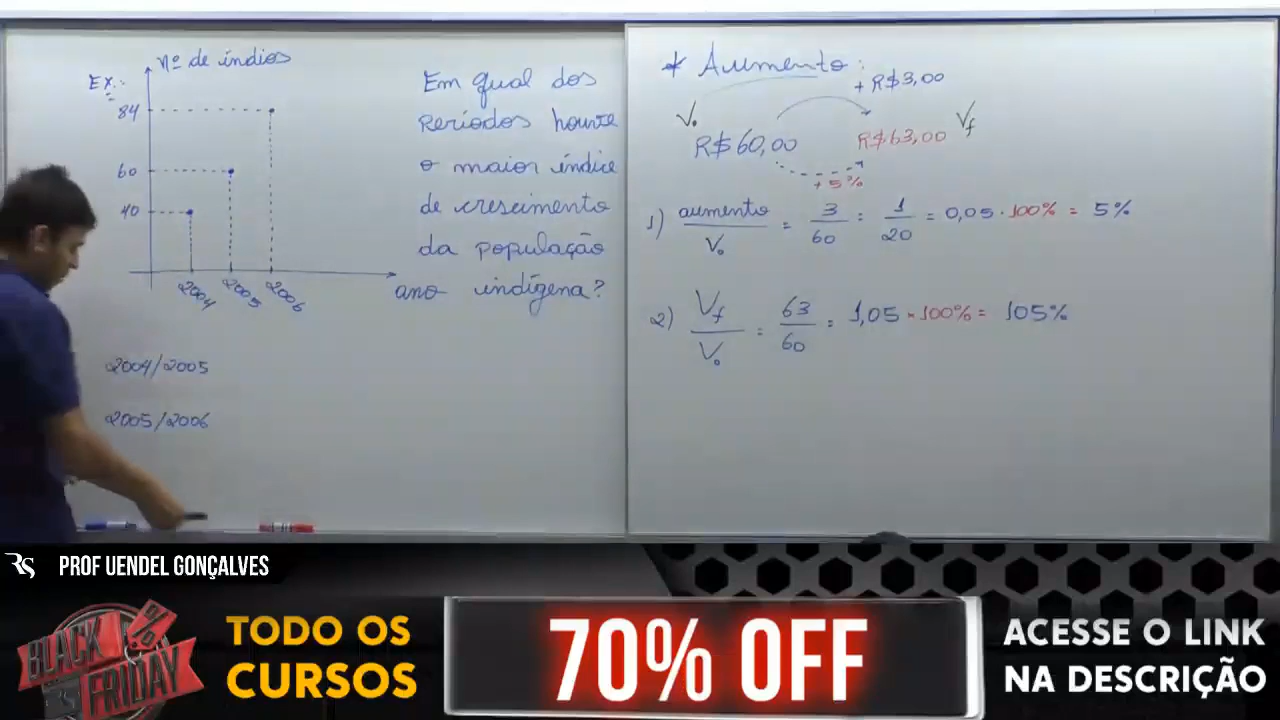 Ex.:
nº de índios
84
60
40
2004
2005
2006
ano
Em qual dos
períodos houve
o maior índice
de crescimento
da população
indígena?
2004/2005
2005/2006
* Aumento:
+ R$3,00
V₀
R$60,00
R$63,00
Vf
+5%
1) aumento/V₀ = 3/60 = 1/20 = 0,05 · 100% = 5%
2) Vf/V₀ = 63/60 = 1,05 · 100% = 105%
RS PROF UENDEL GONÇALVES
BLACK
FRIDAY
%
TODO OS
CURSOS
70% OFF
ACESSE O LINK
NA DESCRIÇÃO